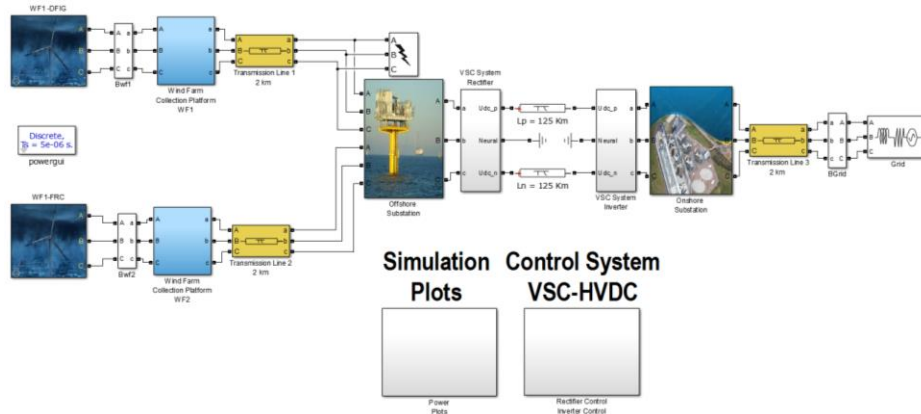 WF1 -DFIG
A
B
C
A
B
C
a
b
c
Bwf1
A
B
C
a
b
c
Wind Farm
Collection Platform
WF1
A
B
C
a
b
c
Transmission Line 1
2 km
A
B
C
Discrete,
Ts = 5e-06 s.
powergui
A
B
C
A
B
C
A
B
C
Offshore
Substation
VSC System
Rectifier
a
b
c
Udc_p
Neural
Udc_n
Lp = 125 Km
Ln = 125 Km
Udc_p
Neural
Udc_n
VSC System
Inverter
A
B
C
Onshore
Substation
A
B
C
a
b
c
Transmission Line 3
2 km
a
b
c
A
B
C
BGrid
A
B
C
Grid
WF1-FRC
A
B
C
A
B
C
a
b
c
Bwf2
A
B
C
a
b
c
Wind Farm
Collection Platform
WF2
A
B
C
a
b
c
Transmission Line 2
2 km
Simulation
Plots
Power
Plots
Control System
VSC-HVDC
Rectifier Control
Inverter Control